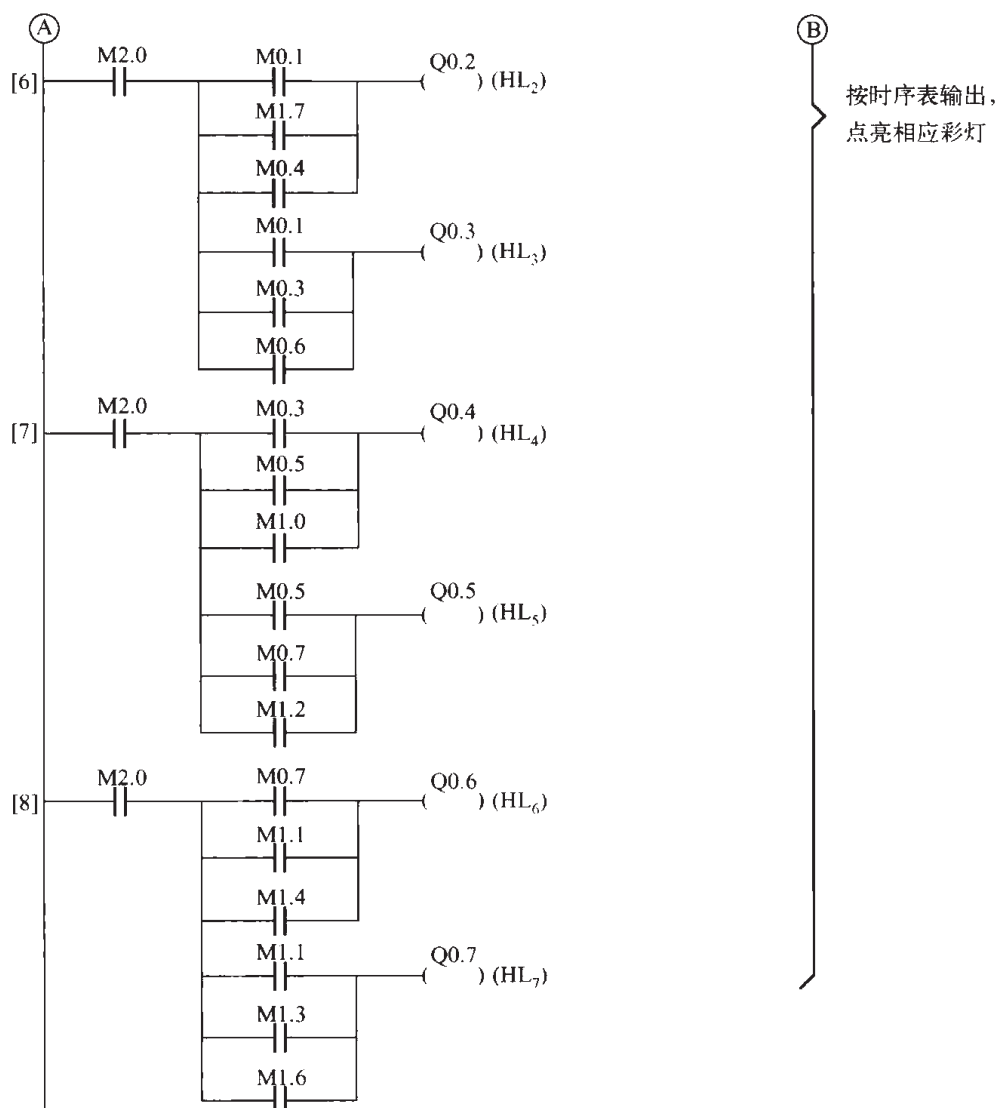 A B
M2.0 M0.1 Q0.2
[6] (HL₂)
M1.7
M0.4
M0.1 Q0.3
(HL₃)
M0.3
M0.6
按时序表输出，
点亮相应彩灯
M2.0 M0.3 Q0.4
[7] (HL₄)
M0.5
M1.0
M0.5 Q0.5
(HL₅)
M0.7
M1.2
M2.0 M0.7 Q0.6
[8] (HL₆)
M1.1
M1.4
M1.1 Q0.7
(HL₇)
M1.3
M1.6